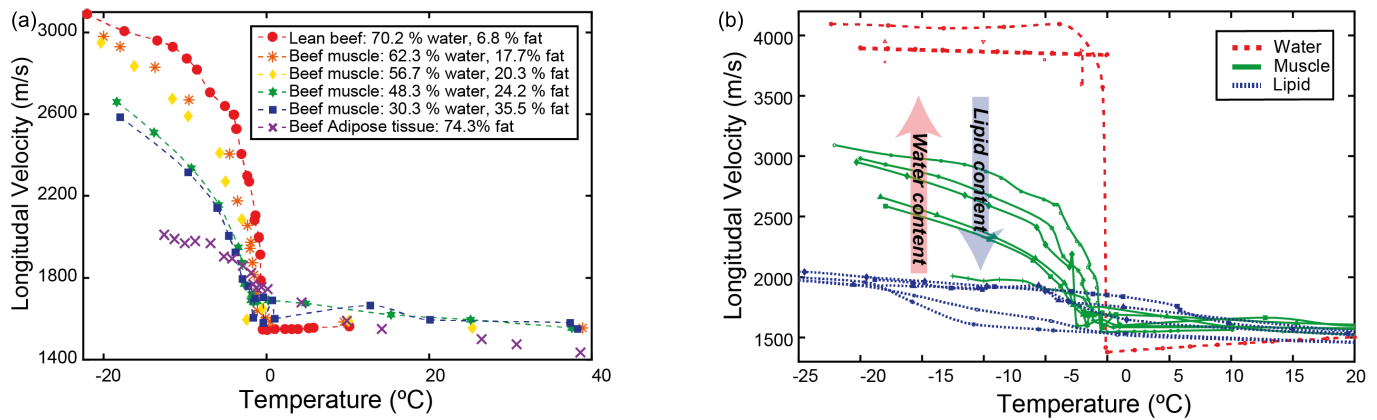 (a)
Longitudal Velocity (m/s)
3000
2600
2200
1800
1400
Lean beef: 70.2 % water, 6.8 % fat
Beef muscle: 62.3 % water, 17.7% fat
Beef muscle: 56.7 % water, 20.3 % fat
Beef muscle: 48.3 % water, 24.2 % fat
Beef muscle: 30.3 % water, 35.5 % fat
Beef Adipose tissue: 74.3% fat
-20
0
20
40
Temperature (ºC)
(b)
Longitudal Velocity (m/s)
4000
3500
3000
2500
2000
1500
Water
Muscle
Lipid
Water content
Lipid content
-25
-20
-15
-10
-5
0
5
10
15
20
Temperature (ºC)